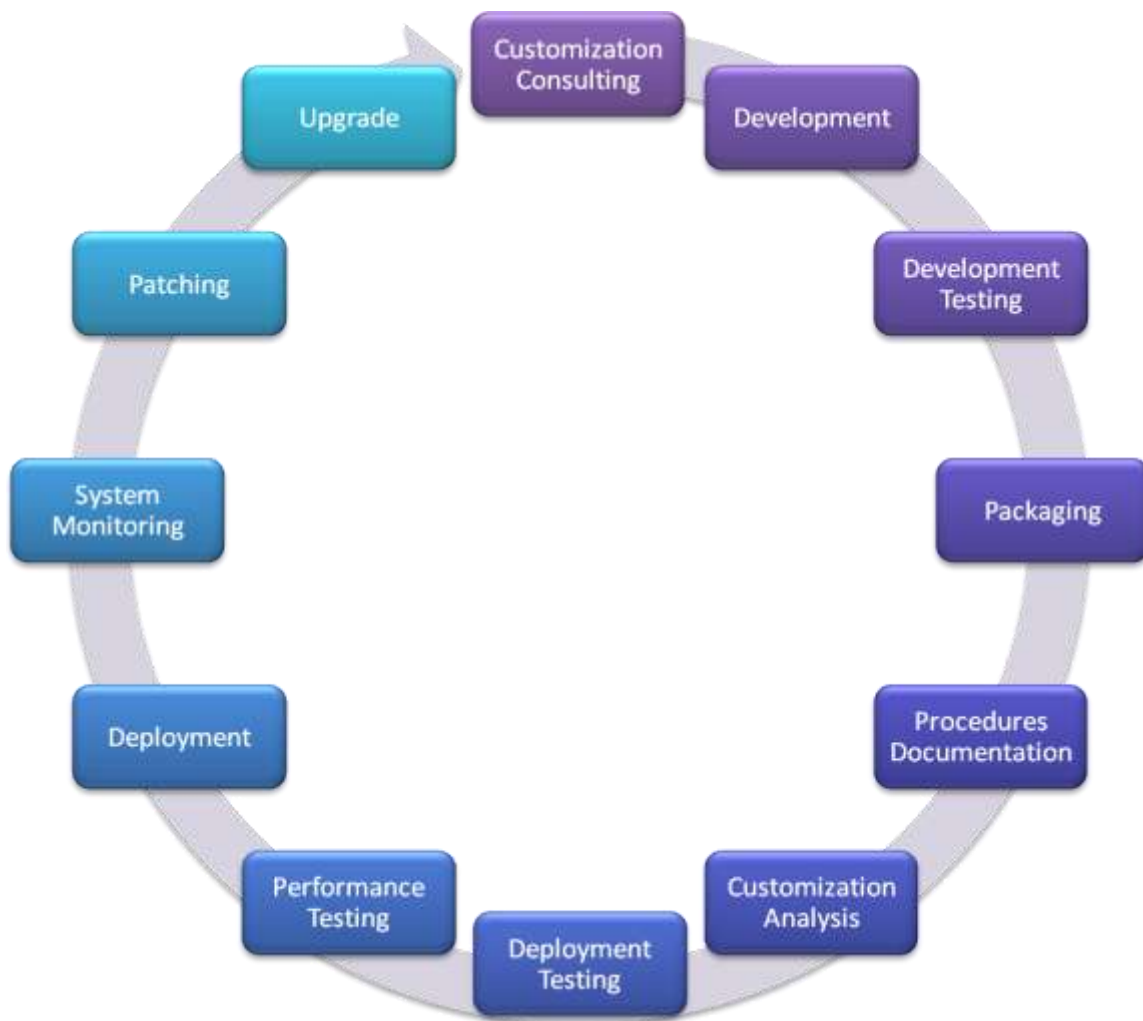 Customization
Consulting
Development
Development
Testing
Packaging
Procedures
Documentation
Customization
Analysis
Deployment
Testing
Performance
Testing
Deployment
System
Monitoring
Patching
Upgrade